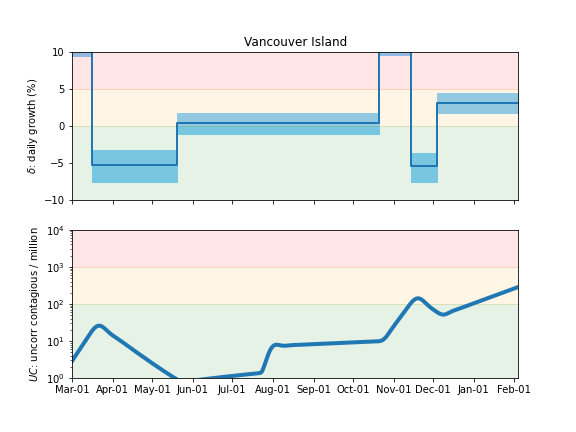 Vancouver Island
δ: daily growth (%)
10
5
0
−5
−10
UC: uncorr contagious / million
10⁴
10³
10²
10¹
10⁰
Mar-01 Apr-01 May-01 Jun-01 Jul-01 Aug-01 Sep-01 Oct-01 Nov-01 Dec-01 Jan-01 Feb-01